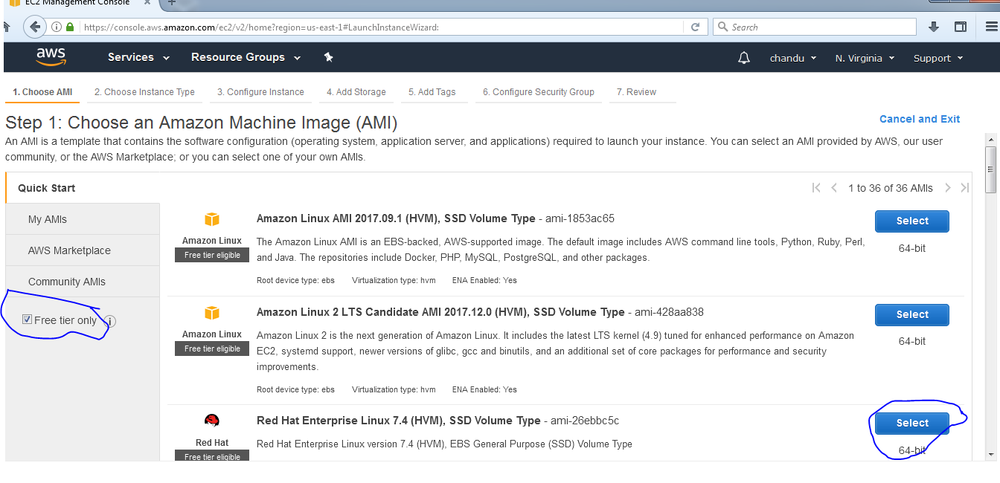 EC2 Management Console
https://console.aws.amazon.com/ec2/v2/home?region=us-east-1#LaunchInstanceWizard:
Search
aws Services Resource Groups chandu N. Virginia Support
1. Choose AMI 2. Choose Instance Type 3. Configure Instance 4. Add Storage 5. Add Tags 6. Configure Security Group 7. Review
Step 1: Choose an Amazon Machine Image (AMI)
Cancel and Exit
An AMI is a template that contains the software configuration (operating system, application server, and applications) required to launch your instance. You can select an AMI provided by AWS, our user
community, or the AWS Marketplace; or you can select one of your own AMIs.
Quick Start
My AMIs
AWS Marketplace
Community AMIs
Free tier only
1 to 36 of 36 AMIs
Amazon Linux
Free tier eligible
Amazon Linux AMI 2017.09.1 (HVM), SSD Volume Type - ami-1853ac65
The Amazon Linux AMI is an EBS-backed, AWS-supported image. The default image includes AWS command line tools, Python, Ruby, Perl,
and Java. The repositories include Docker, PHP, MySQL, PostgreSQL, and other packages.
Root device type: ebs Virtualization type: hvm ENA Enabled: Yes
Select
64-bit
Amazon Linux
Free tier eligible
Amazon Linux 2 LTS Candidate AMI 2017.12.0 (HVM), SSD Volume Type - ami-428aa838
Amazon Linux 2 is the next generation of Amazon Linux. It includes the latest LTS kernel (4.9) tuned for enhanced performance on Amazon
EC2, systemd support, newer versions of glibc, gcc and binutils, and an additional set of core packages for performance and security
improvements.
Root device type: ebs Virtualization type: hvm ENA Enabled: Yes
Select
64-bit
Red Hat
Free tier eligible
Red Hat Enterprise Linux 7.4 (HVM), SSD Volume Type - ami-26ebbc5c
Red Hat Enterprise Linux version 7.4 (HVM), EBS General Purpose (SSD) Volume Type
Select
64-bit